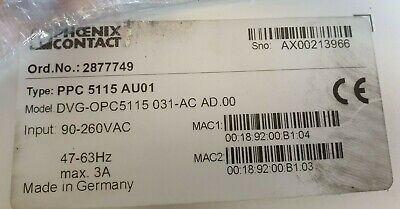 PHŒNIX
CONTACT
Sno: AX00213966
Ord.No.: 2877749
Type: PPC 5115 AU01
Model: DVG-OPC5115 031-AC AD.00
Input: 90-260VAC
MAC1:
00:18:92:00:B1:04
47-63Hz
max. 3A
MAC2:
00:18:92:00:B1:03
Made in Germany